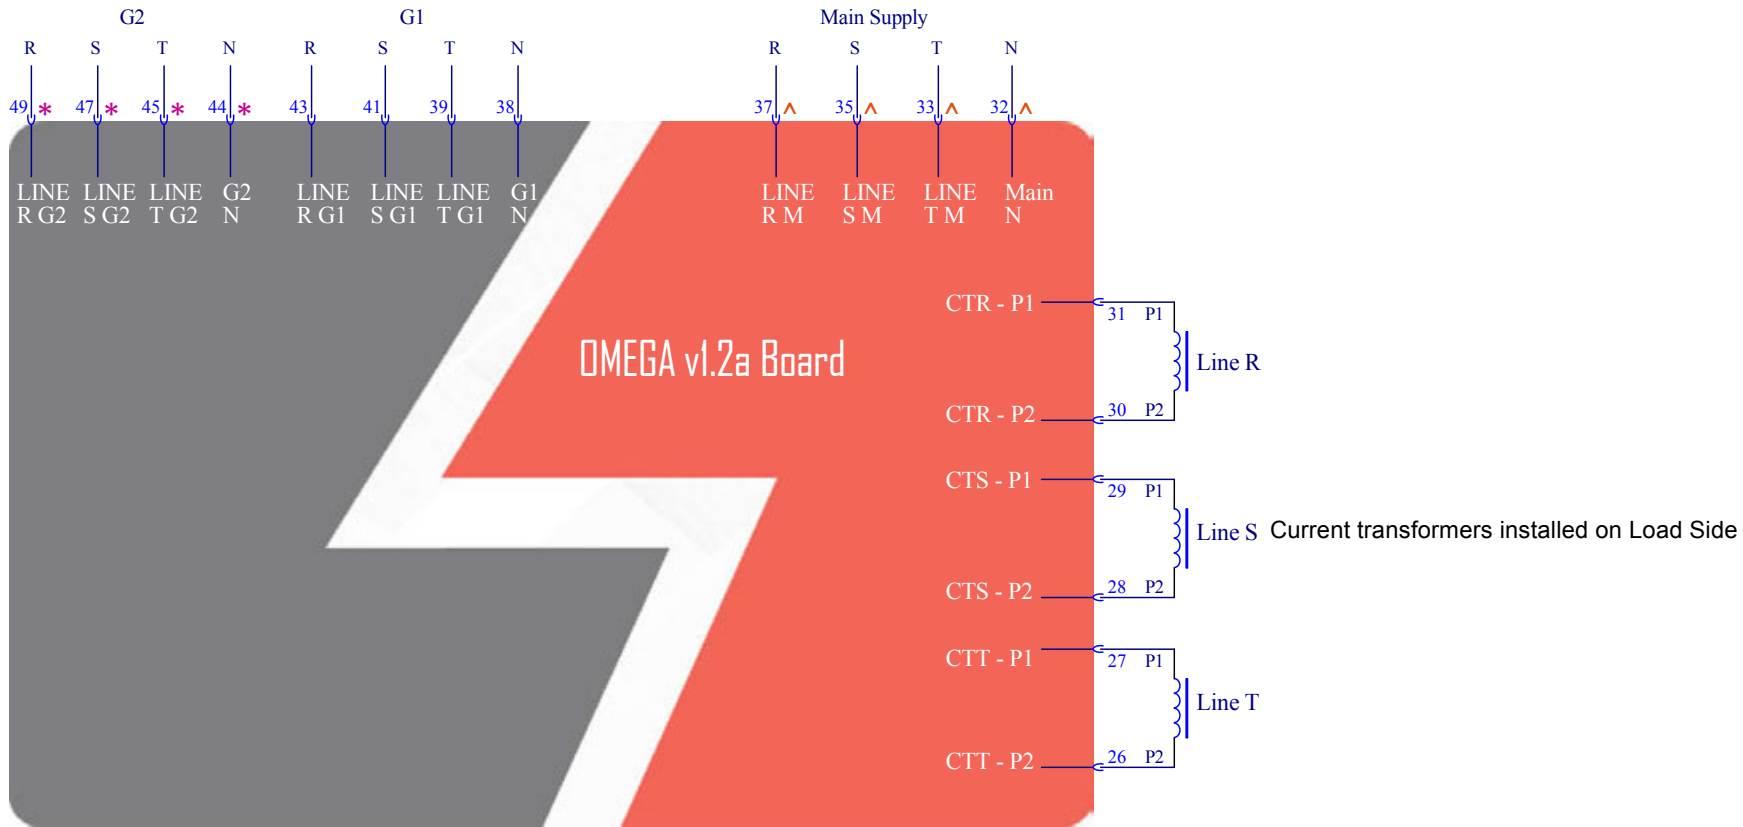 G2 G1 Main Supply
R S T N R S T N R S T N
49 * 47 * 45 * 44 * 43 41 39 38 37 ^ 35 ^ 33 ^ 32 ^
LINE LINE LINE G2 LINE LINE LINE G1 LINE LINE LINE Main
R G2 S G2 T G2 N R G1 S G1 T G1 N R M S M T M N
CTR - P1
31 P1
OMEGA v1.2a Board
Line R
CTR - P2
30 P2
CTS - P1
29 P1
Line S Current transformers installed on Load Side
CTS - P2
28 P2
CTT - P1
27 P1
Line T
CTT - P2
26 P2